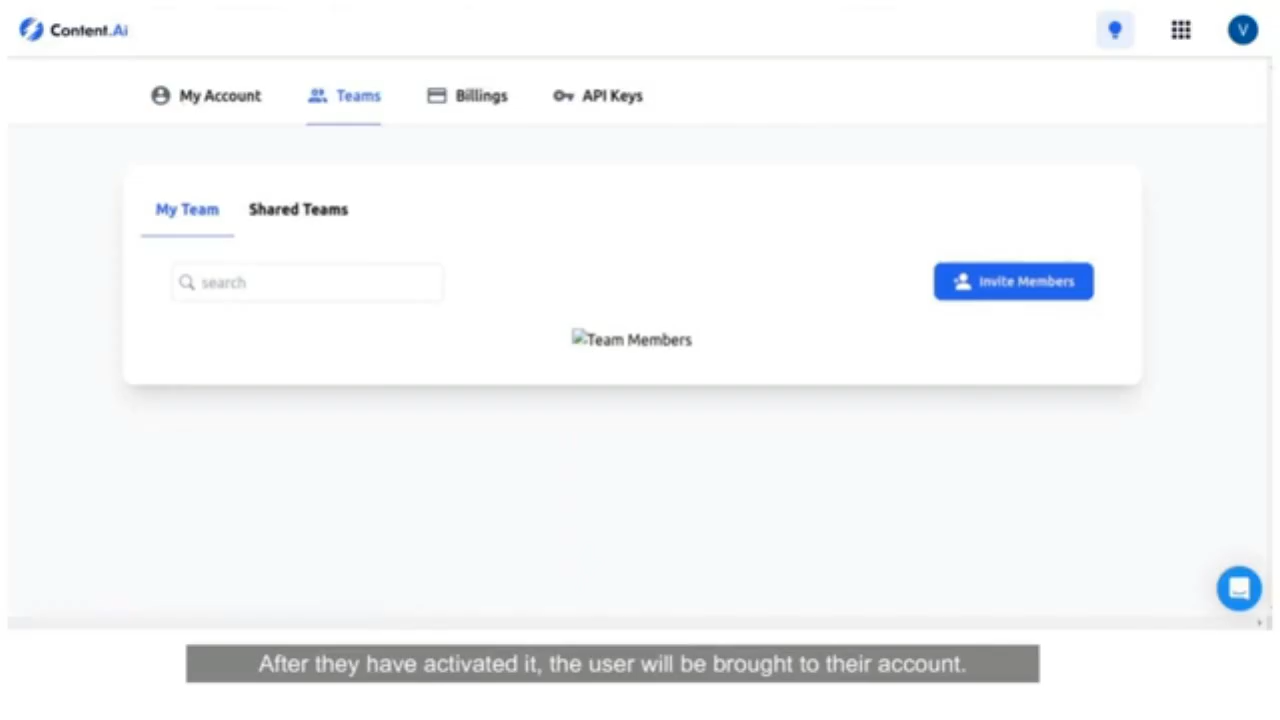 Content.Ai
V
My Account Teams Billings API Keys
My Team Shared Teams
search Invite Members
Team Members
After they have activated it, the user will be brought to their account.